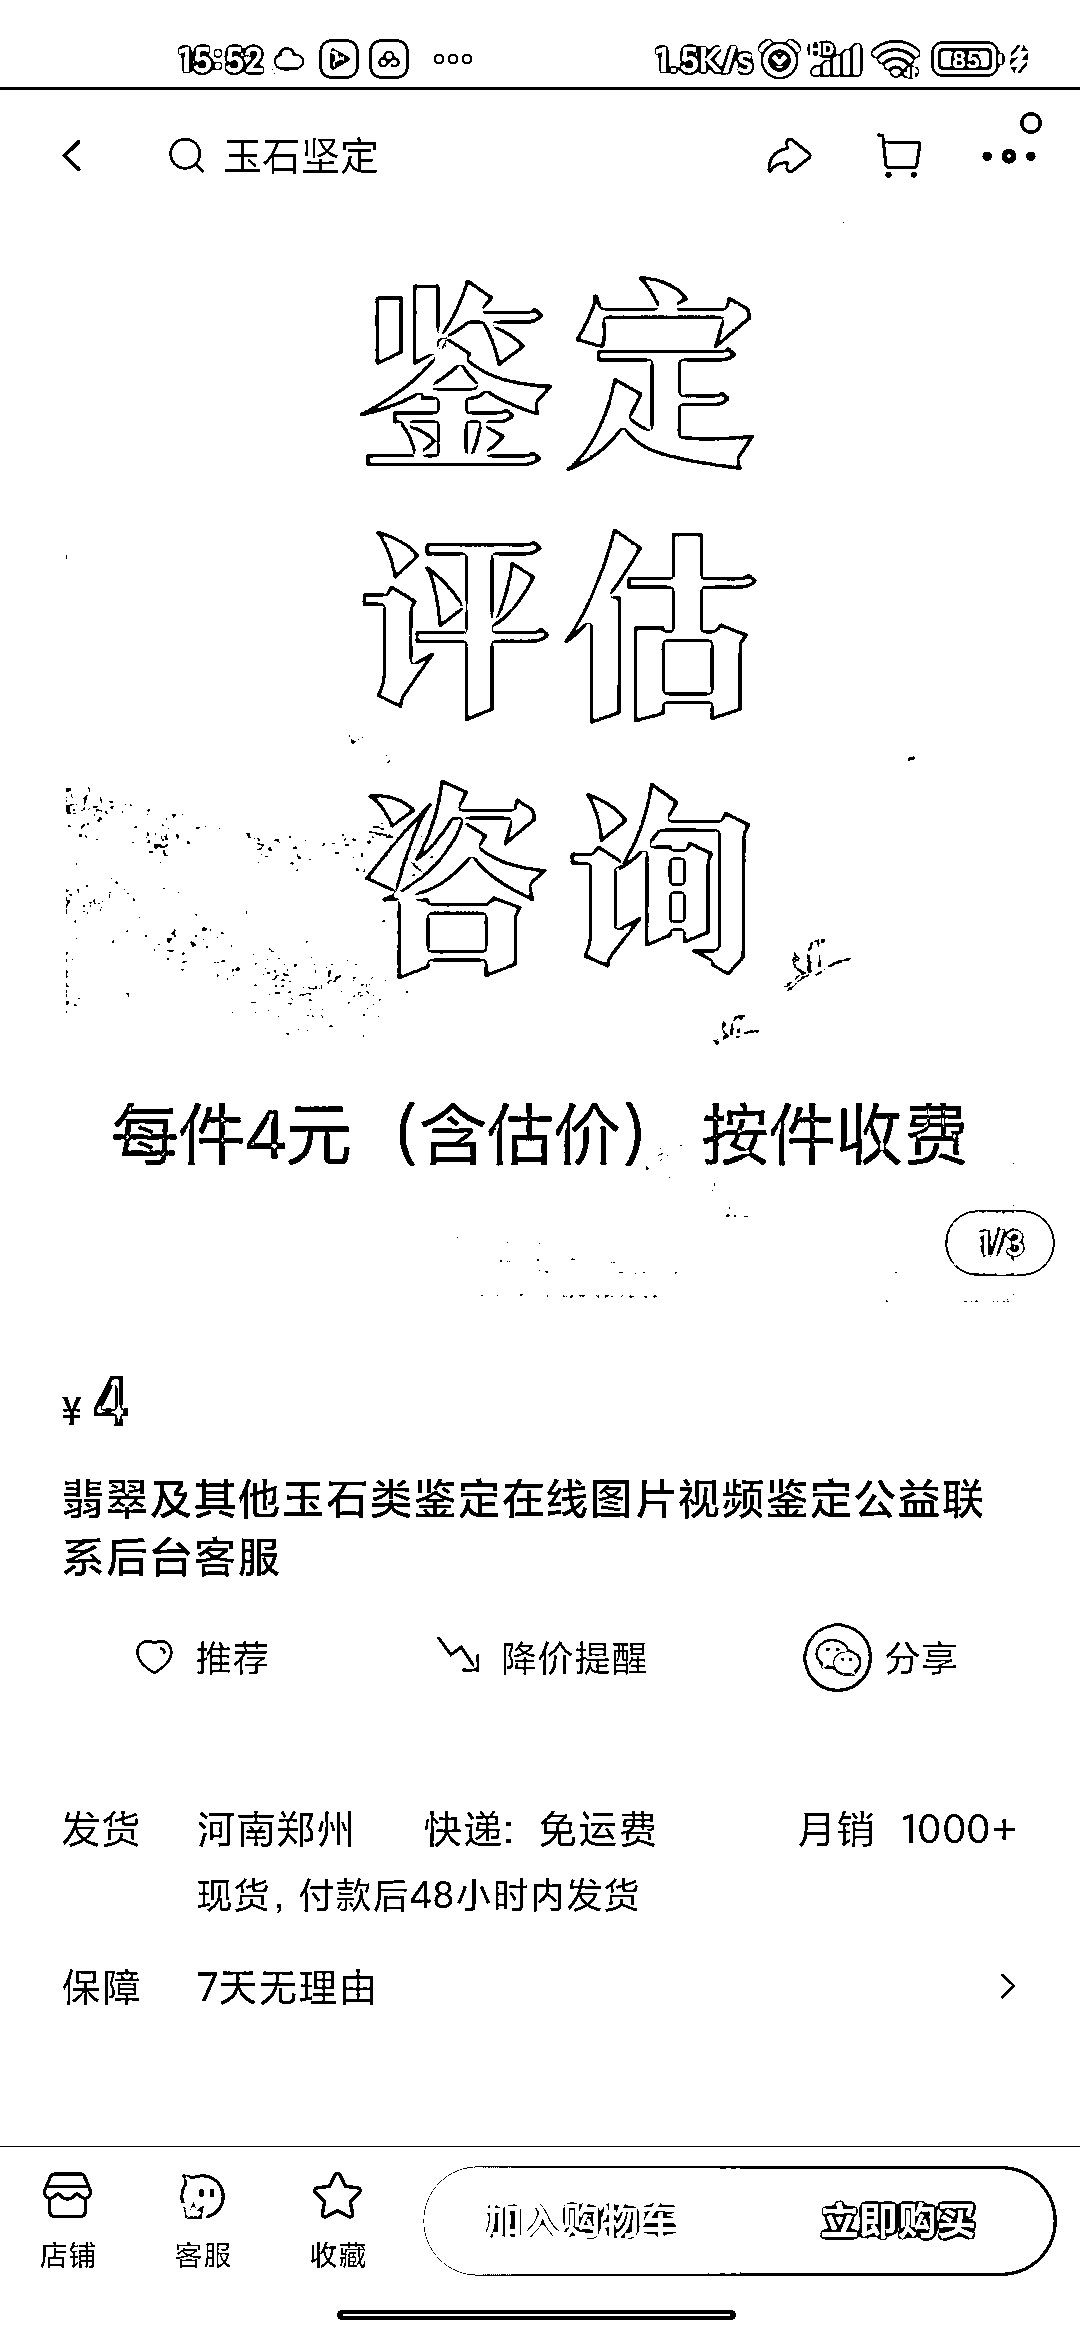 15:52 1.5K/s HD 85
玉石坚定
鉴定
评估
咨询
每件4元（含估价） 按件收费
1/3
¥4
翡翠及其他玉石类鉴定在线图片视频鉴定公益联
系后台客服
推荐 降价提醒 分享
发货 河南郑州 快递: 免运费 月销 1000+
现货, 付款后48小时内发货
保障 7天无理由
店铺 客服 收藏 加入购物车 立即购买